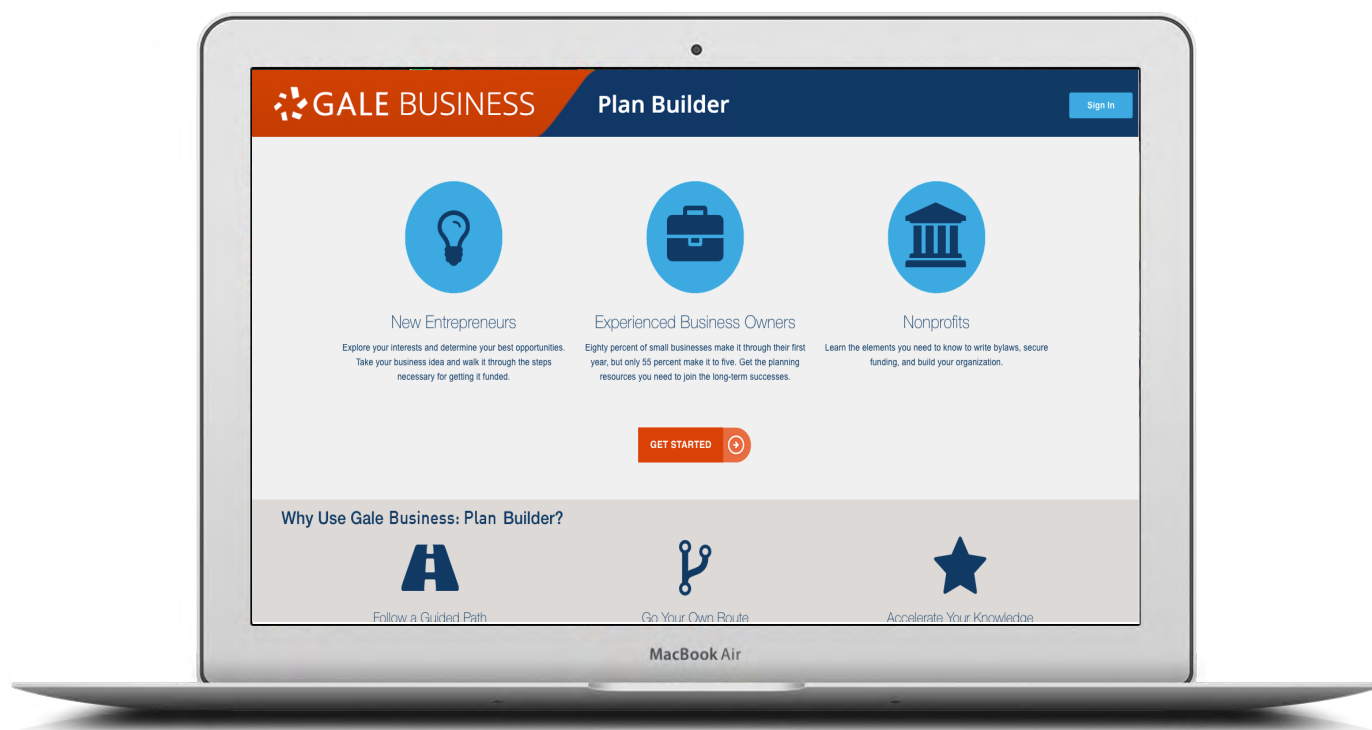 GALE BUSINESS
Plan Builder
Sign In
New Entrepreneurs
Explore your interests and determine your best opportunities.
Take your business idea and walk it through the steps
necessary for getting it funded.
Experienced Business Owners
Eighty percent of small businesses make it through their first
year, but only 55 percent make it to five. Get the planning
resources you need to join the long-term successes.
Nonprofits
Learn the elements you need to know to write bylaws, secure
funding, and build your organization.
GET STARTED
Why Use Gale Business: Plan Builder?
Follow a Guided Path
Go Your Own Route
Accelerate Your Knowledge
MacBook Air